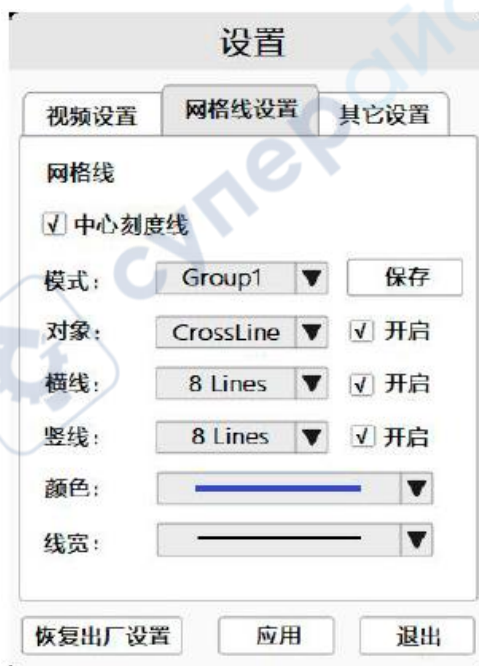 设置
视频设置 网格线设置 其它设置
网格线
中心刻度线
模式： Group1 保存
对象： CrossLine 开启
横线： 8 Lines 开启
竖线： 8 Lines 开启
颜色：
线宽：
恢复出厂设置 应用 退出